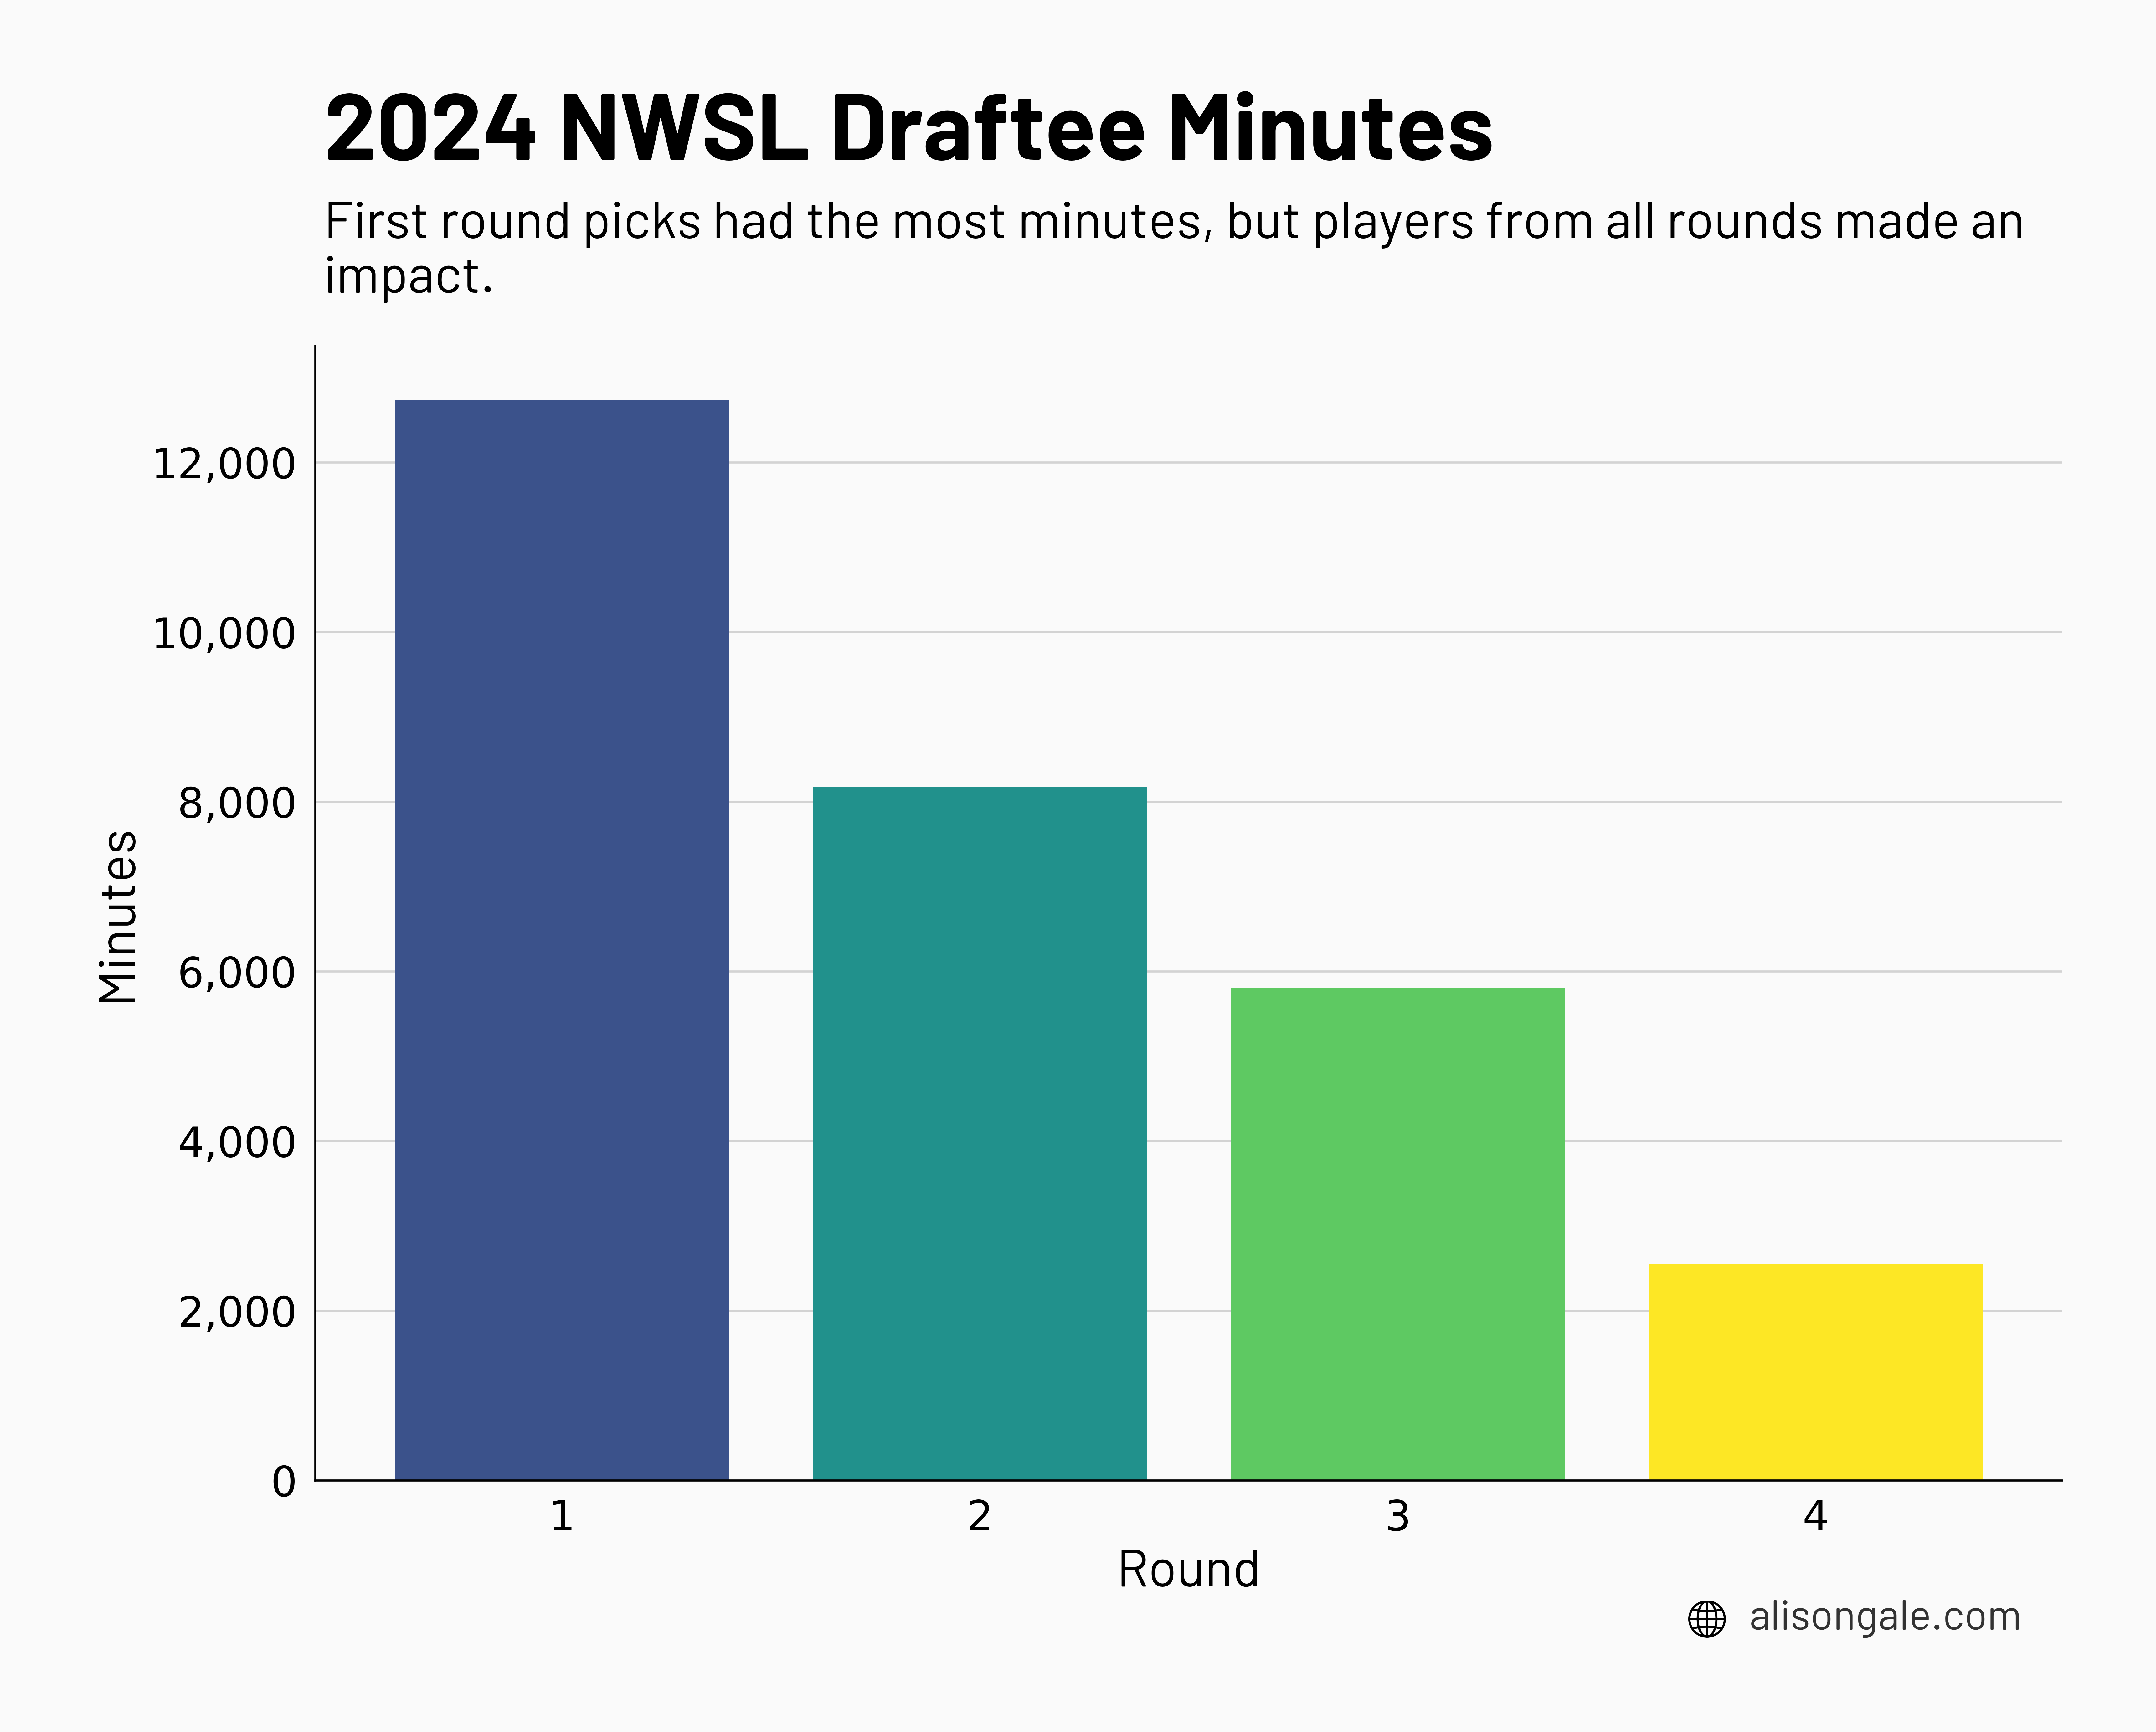 2024 NWSL Draftee Minutes
First round picks had the most minutes, but players from all rounds made an
impact.
12,000
10,000
8,000
6,000
4,000
2,000
0
Minutes
1 2 3 4
Round
alisongale.com